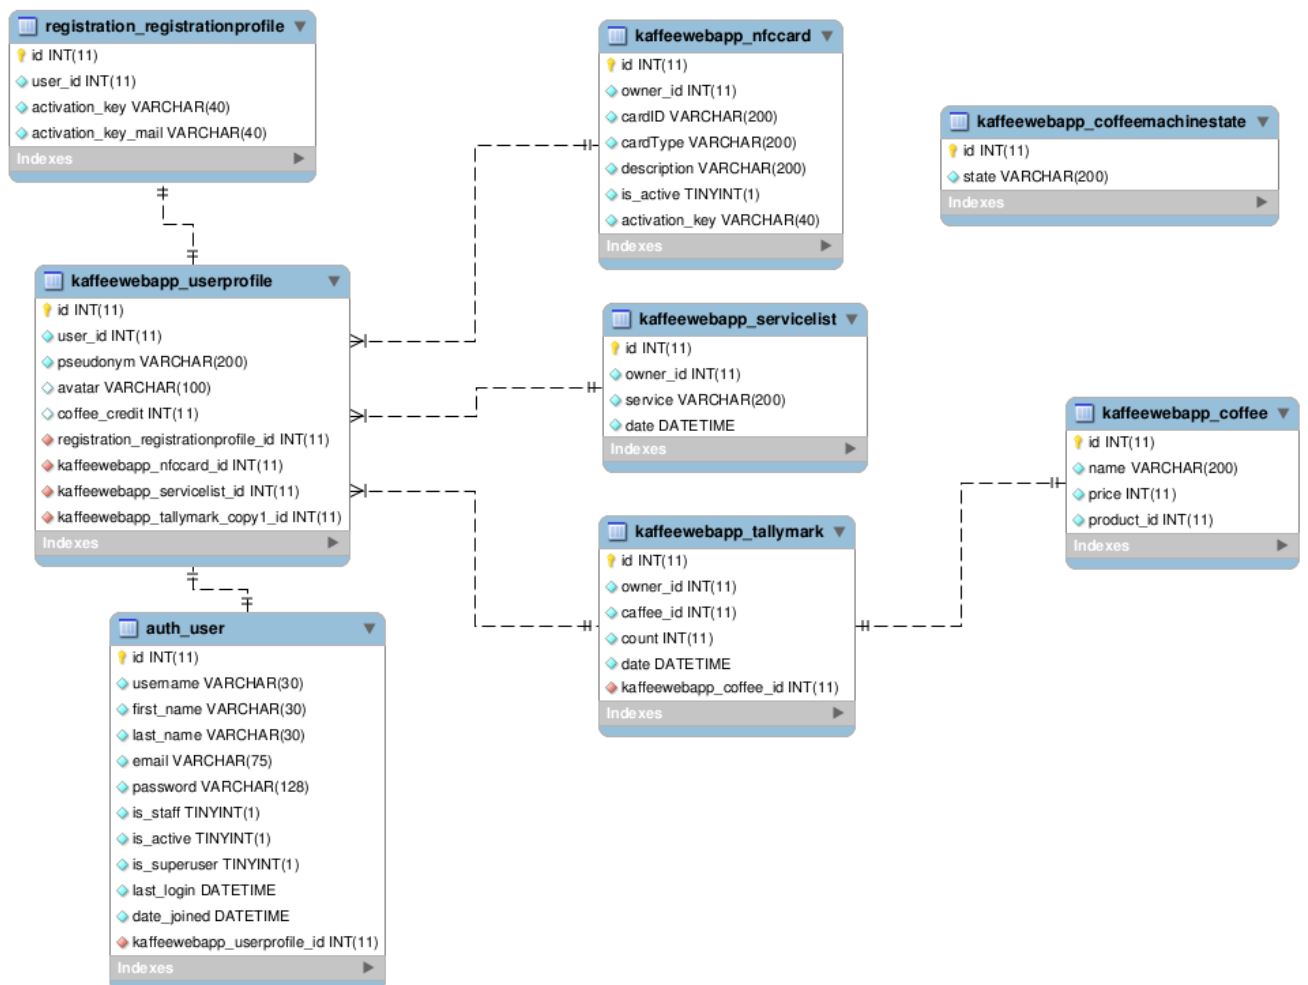 registration_registrationprofile
id INT(11)
user_id INT(11)
activation_key VARCHAR(40)
activation_key_mail VARCHAR(40)
Indexes
kaffeewebapp_nfccard
id INT(11)
owner_id INT(11)
cardID VARCHAR(200)
cardType VARCHAR(200)
description VARCHAR(200)
is_active TINYINT(1)
activation_key VARCHAR(40)
Indexes
kaffeewebapp_coffeemachinestate
id INT(11)
state VARCHAR(200)
Indexes
kaffeewebapp_userprofile
id INT(11)
user_id INT(11)
pseudonym VARCHAR(200)
avatar VARCHAR(100)
coffee_credit INT(11)
registration_registrationprofile_id INT(11)
kaffeewebapp_nfccard_id INT(11)
kaffeewebapp_servicelist_id INT(11)
kaffeewebapp_tallymark_copy1_id INT(11)
Indexes
kaffeewebapp_servicelist
id INT(11)
owner_id INT(11)
service VARCHAR(200)
date DATETIME
Indexes
kaffeewebapp_coffee
id INT(11)
name VARCHAR(200)
price INT(11)
product_id INT(11)
Indexes
kaffeewebapp_tallymark
id INT(11)
owner_id INT(11)
caffee_id INT(11)
count INT(11)
date DATETIME
kaffeewebapp_coffee_id INT(11)
Indexes
auth_user
id INT(11)
username VARCHAR(30)
first_name VARCHAR(30)
last_name VARCHAR(30)
email VARCHAR(75)
password VARCHAR(128)
is_staff TINYINT(1)
is_active TINYINT(1)
is_superuser TINYINT(1)
last_login DATETIME
date_joined DATETIME
kaffeewebapp_userprofile_id INT(11)
Indexes